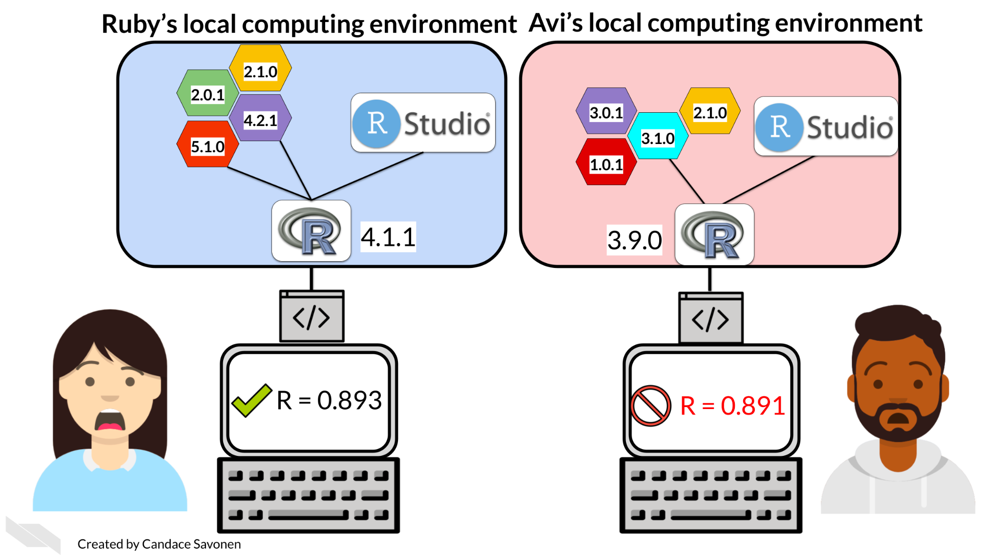 Ruby’s local computing environment
Avi’s local computing environment
2.1.0
2.0.1
4.2.1
5.1.0
R Studio®
R
4.1.1
3.0.1
2.1.0
3.1.0
1.0.1
R Studio®
3.9.0
R
</>
</>
R = 0.893
R = 0.891
Created by Candace Savonen